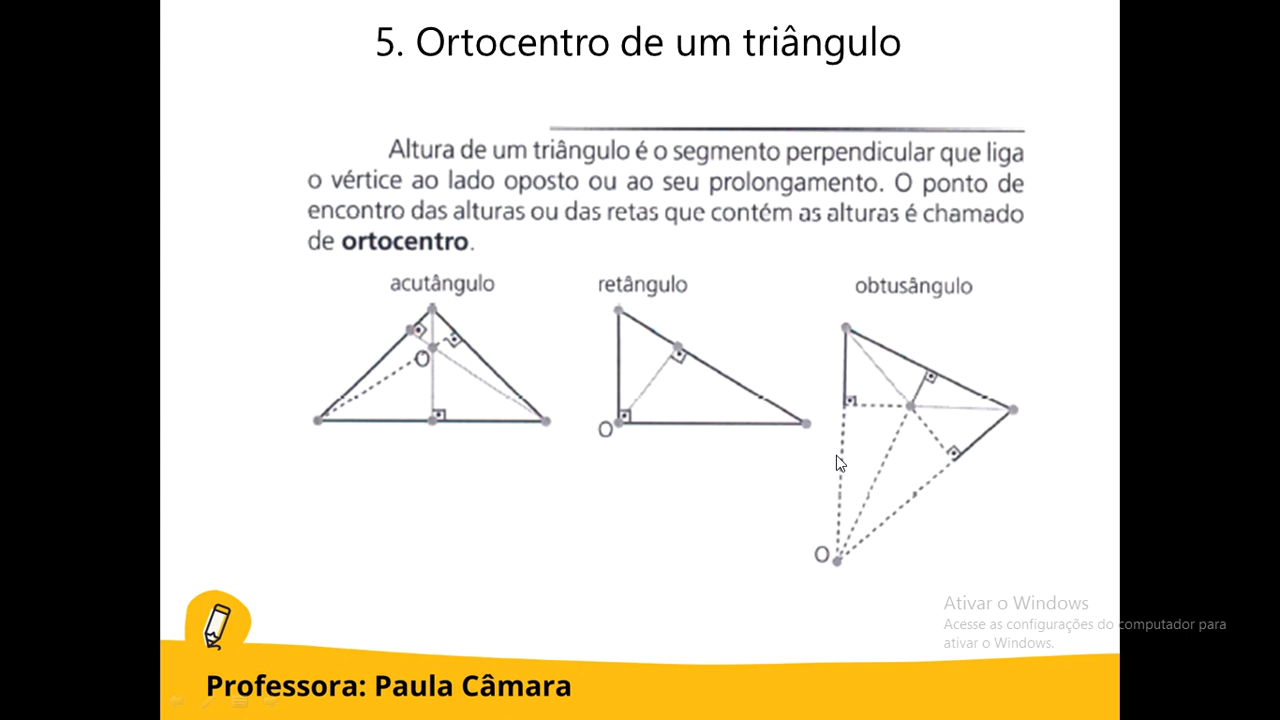 5. Ortocentro de um triângulo
Altura de um triângulo é o segmento perpendicular que liga
o vértice ao lado oposto ou ao seu prolongamento. O ponto de
encontro das alturas ou das retas que contém as alturas é chamado
de ortocentro.
acutângulo
retângulo
obtusângulo
O
O
O
Ativar o Windows
Acesse as configurações do computador para
ativar o Windows.
Professora: Paula Câmara